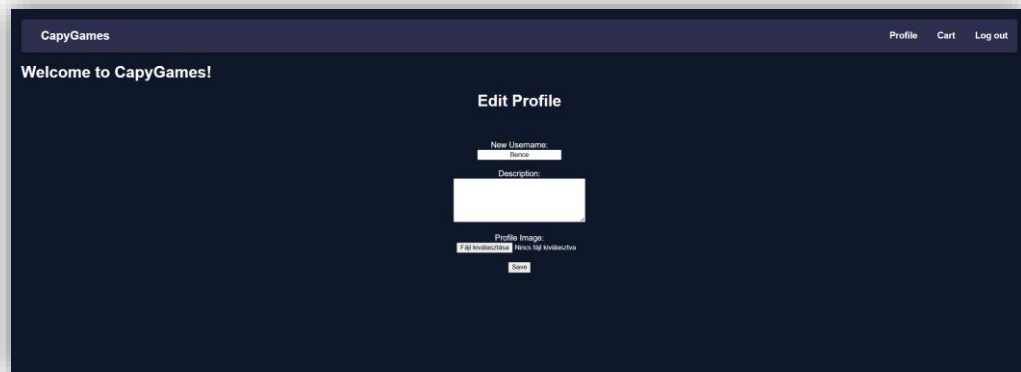 CapyGames Profile Cart Log out
Welcome to CapyGames!
Edit Profile
New Username:
Bence
Description:
Profile Image:
Fájl kiválasztása Nincs fájl kiválasztva
Save